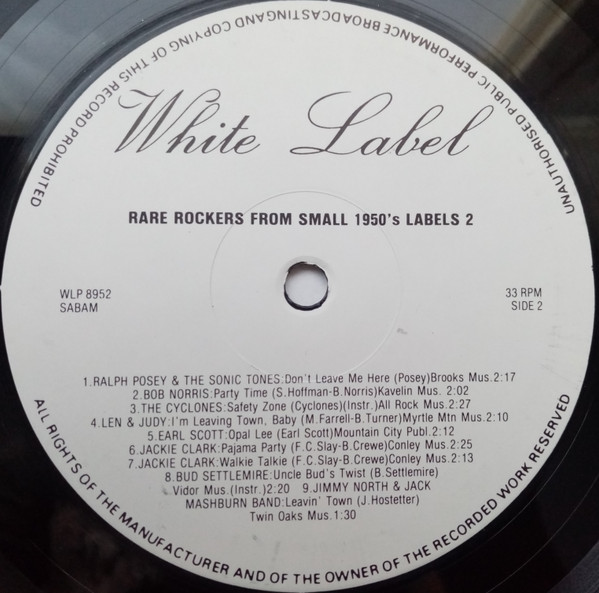 UNAUTHORISED PUBLIC PERFORMANCE BROADCASTING AND COPYING OF THIS RECORD PROHIBITED
White Label
RARE ROCKERS FROM SMALL 1950's LABELS 2
WLP 8952
SABAM
33 RPM
SIDE 2
1.RALPH POSEY & THE SONIC TONES:Don't Leave Me Here (Posey)Brooks Mus.2:17
2.BOB NORRIS:Party Time (S.Hoffman-B.Norris)Kavelin Mus. 2:02
3.THE CYCLONES:Safety Zone (Cyclones)(Instr.)All Rock Mus.2:27
4.LEN & JUDY:I'm Leaving Town, Baby (M.Farrell-B.Turner)Myrtle Mtn Mus.2:10
5.EARL SCOTT:Opal Lee (Earl Scott)Mountain City Publ.2:12
6.JACKIE CLARK:Pajama Party (F.C.Slay-B.Crewe)Conley Mus.2:25
7.JACKIE CLARK:Walkie Talkie (F.C.Slay-B.Crewe)Conley Mus.2:13
8.BUD SETTLEMIRE:Uncle Bud's Twist (B.Settlemire)
Vidor Mus.(Instr.)2:20 9.JIMMY NORTH & JACK
MASHBURN BAND:Leavin' Town (J.Hostetter)
Twin Oaks Mus.1:30
ALL RIGHTS OF THE MANUFACTURER AND OF THE OWNER OF THE RECORDED WORK RESERVED